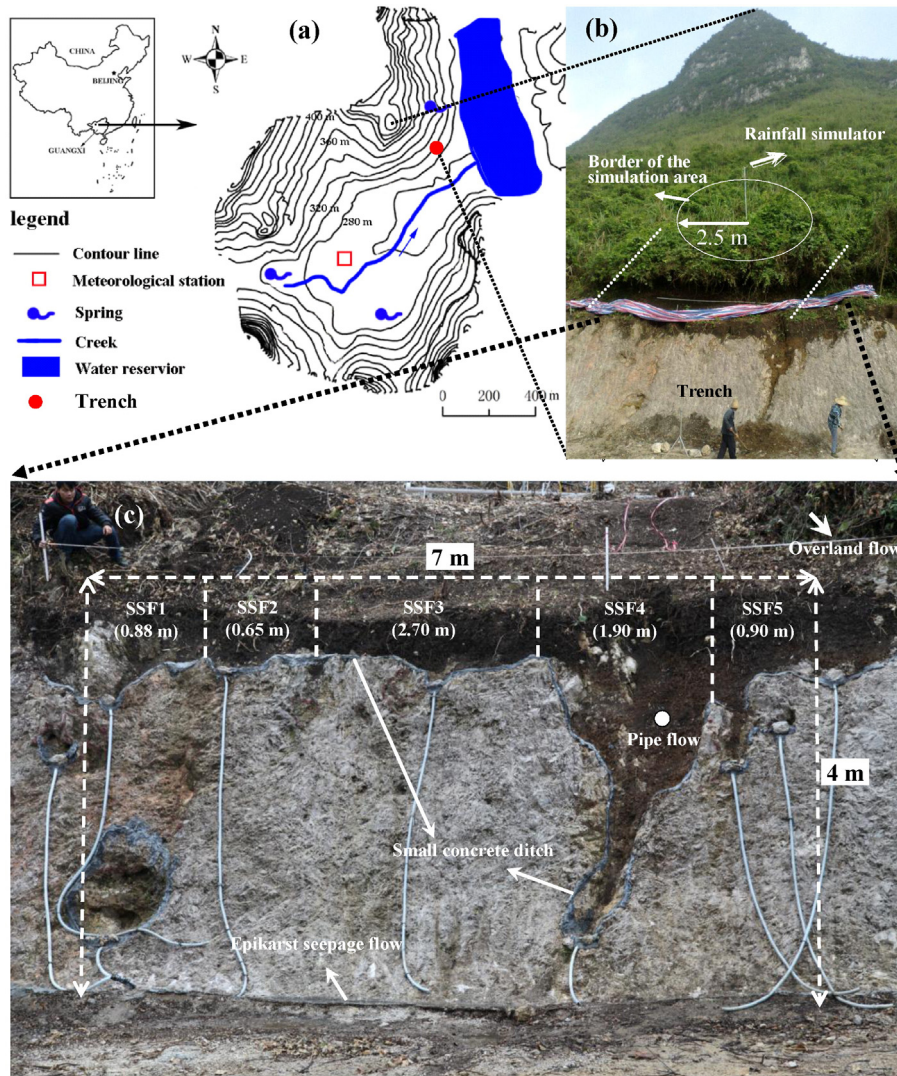 CHINA
BEIJING
GUANGXI
N
W E
S
(a)
400 m
360 m
320 m
280 m
legend
Contour line
Meteorological station
Spring
Creek
Water reservior
Trench
0 200 400 m
(b)
Rainfall simulator
Border of the
simulation area
2.5 m
Trench
(c)
Overland flow
7 m
SSF1
(0.88 m)
SSF2
(0.65 m)
SSF3
(2.70 m)
SSF4
(1.90 m)
SSF5
(0.90 m)
Pipe flow
4 m
Small concrete ditch
Epikarst seepage flow